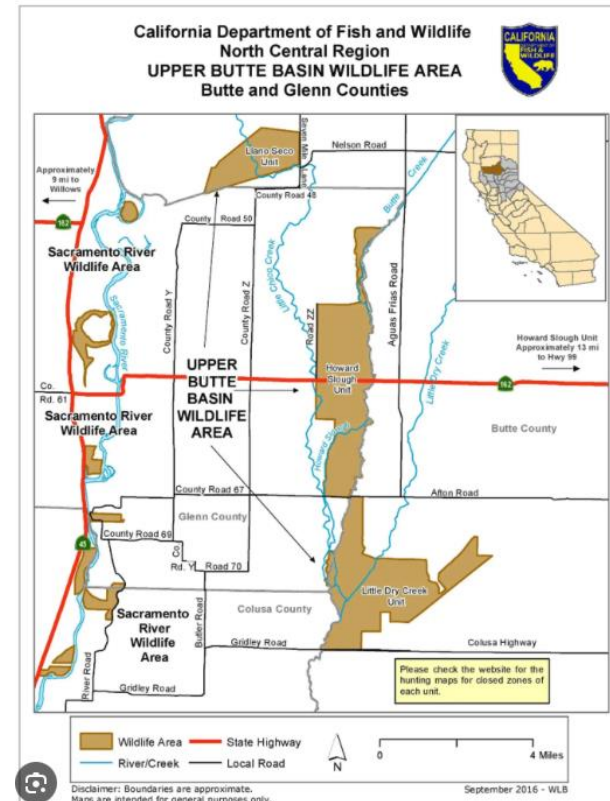 California Department of Fish and Wildlife
North Central Region
UPPER BUTTE BASIN WILDLIFE AREA
Butte and Glenn Counties
CALIFORNIA
FISH &
WILDLIFE
Approximately
9 mi to
Willows
162
Llano Seco
Unit
Seven Mile Lane
Nelson Road
County Road 48
County Road 50
Butte Creek
Sacramento River
Wildlife Area
Sacramento River
County Road Y
County Road Z
Little Chico Creek
Road ZZ
Aguas Frias Road
Little Dry Creek
Howard Slough Unit
Approximately 13 mi
to Hwy 99
162
UPPER
BUTTE
BASIN
WILDLIFE
AREA
Howard
Slough
Unit
Co.
Rd. 61
Sacramento River
Wildlife Area
Howard Slough
Butte County
County Road 67
Afton Road
Glenn County
County Road 69
45
Co.
Rd. Y
Road 70
Little Dry Creek
Unit
Colusa County
Sacramento
River
Wildlife
Area
Butler Road
River Road
Gridley Road
Colusa Highway
Gridley Road
Please check the website for the
hunting maps for closed zones of
each unit.
Wildlife Area
State Highway
River/Creek
Local Road
N
0
4 Miles
Disclaimer: Boundaries are approximate.
Maps are intended for general purposes only.
September 2016 - WLB